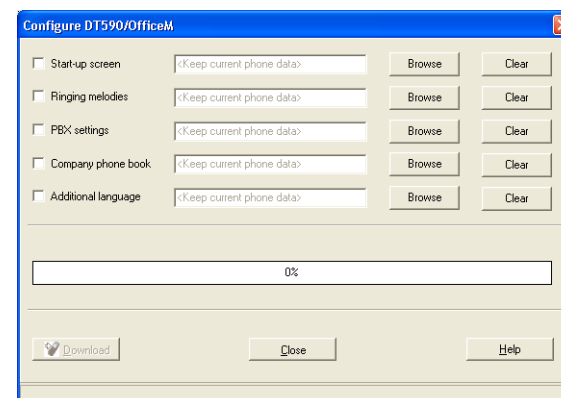 Configure DT590/OfficeM
Start-up screen <Keep current phone data> Browse Clear
Ringing melodies <Keep current phone data> Browse Clear
PBX settings <Keep current phone data> Browse Clear
Company phone book <Keep current phone data> Browse Clear
Additional language <Keep current phone data> Browse Clear
0%
Download Close Help